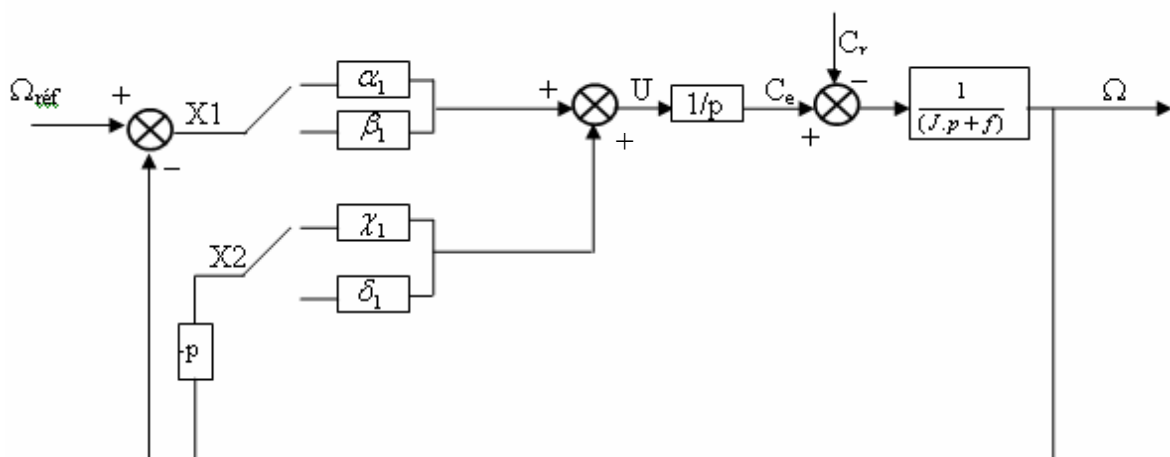 Cr
Ωréf + X1 α1 + U 1/p Ce − 1/(J.p+f) Ω
β1
− + +
χ1
X2
δ1
-p